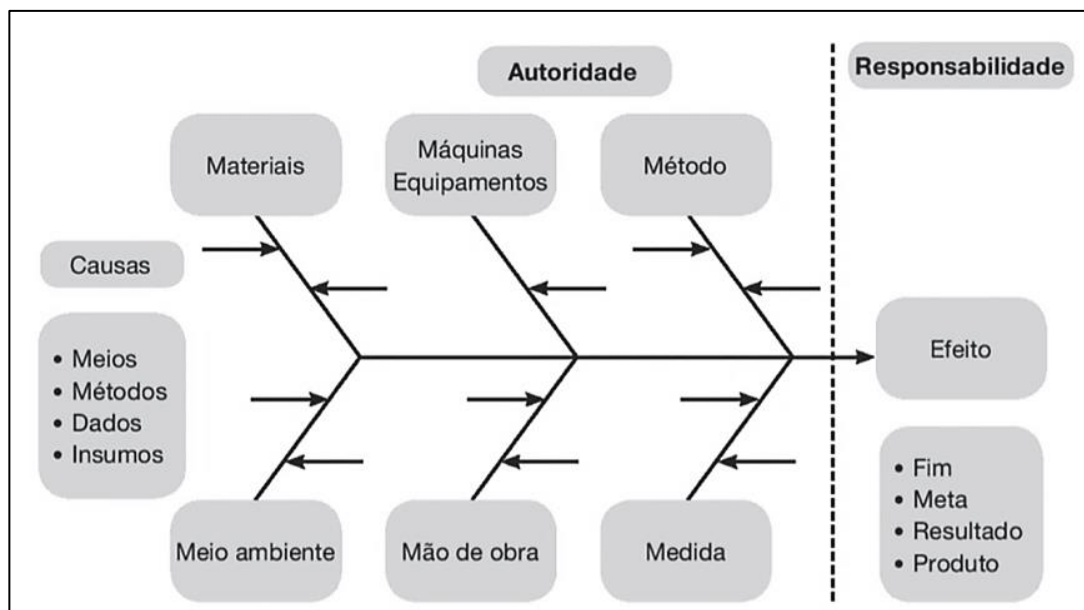 Autoridade
Responsabilidade
Materiais
Máquinas
Equipamentos
Método
Causas
• Meios
• Métodos
• Dados
• Insumos
Efeito
• Fim
• Meta
• Resultado
• Produto
Meio ambiente
Mão de obra
Medida